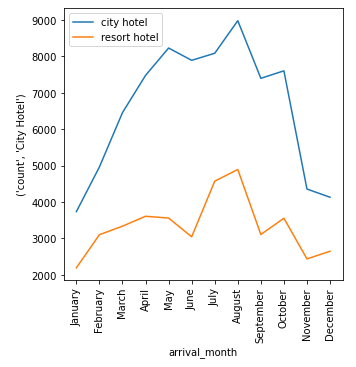 city hotel
resort hotel
9000
8000
7000
6000
5000
4000
3000
2000
('count', 'City Hotel')
January
February
March
April
May
June
July
August
September
October
November
December
arrival_month